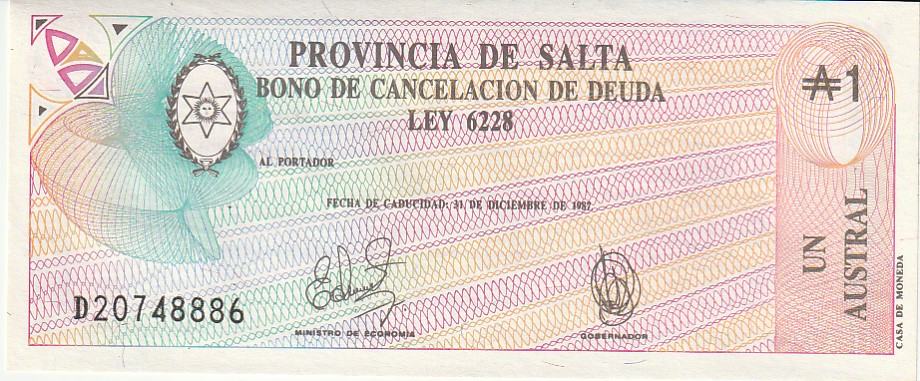 PROVINCIA DE SALTA
BONO DE CANCELACION DE DEUDA
LEY 6228
₳1
AL PORTADOR
FECHA DE CADUCIDAD: 31 DE DICIEMBRE DE 1987
D20748886
MINISTRO DE ECONOMIA
GOBERNADOR
UN
AUSTRAL
CASA DE MONEDA